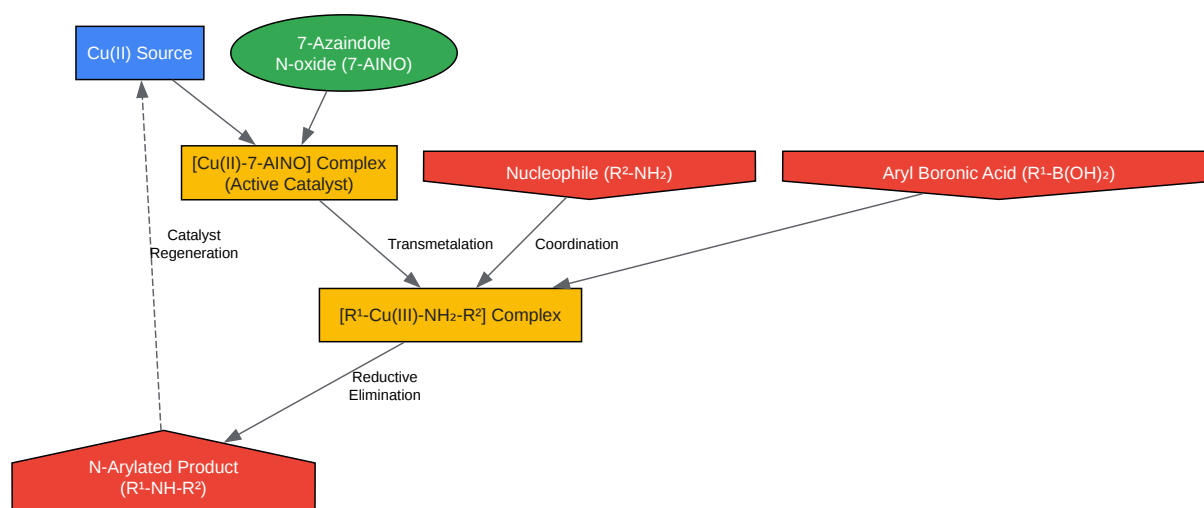 Cu(II) Source
7-Azaindole
N-oxide (7-AINO)
[Cu(II)-7-AINO] Complex
(Active Catalyst)
Nucleophile (R²-NH₂)
Aryl Boronic Acid (R¹-B(OH)₂)
Catalyst
Regeneration
Transmetalation
Coordination
[R¹-Cu(III)-NH₂-R²] Complex
Reductive
Elimination
N-Arylated Product
(R¹-NH-R²)